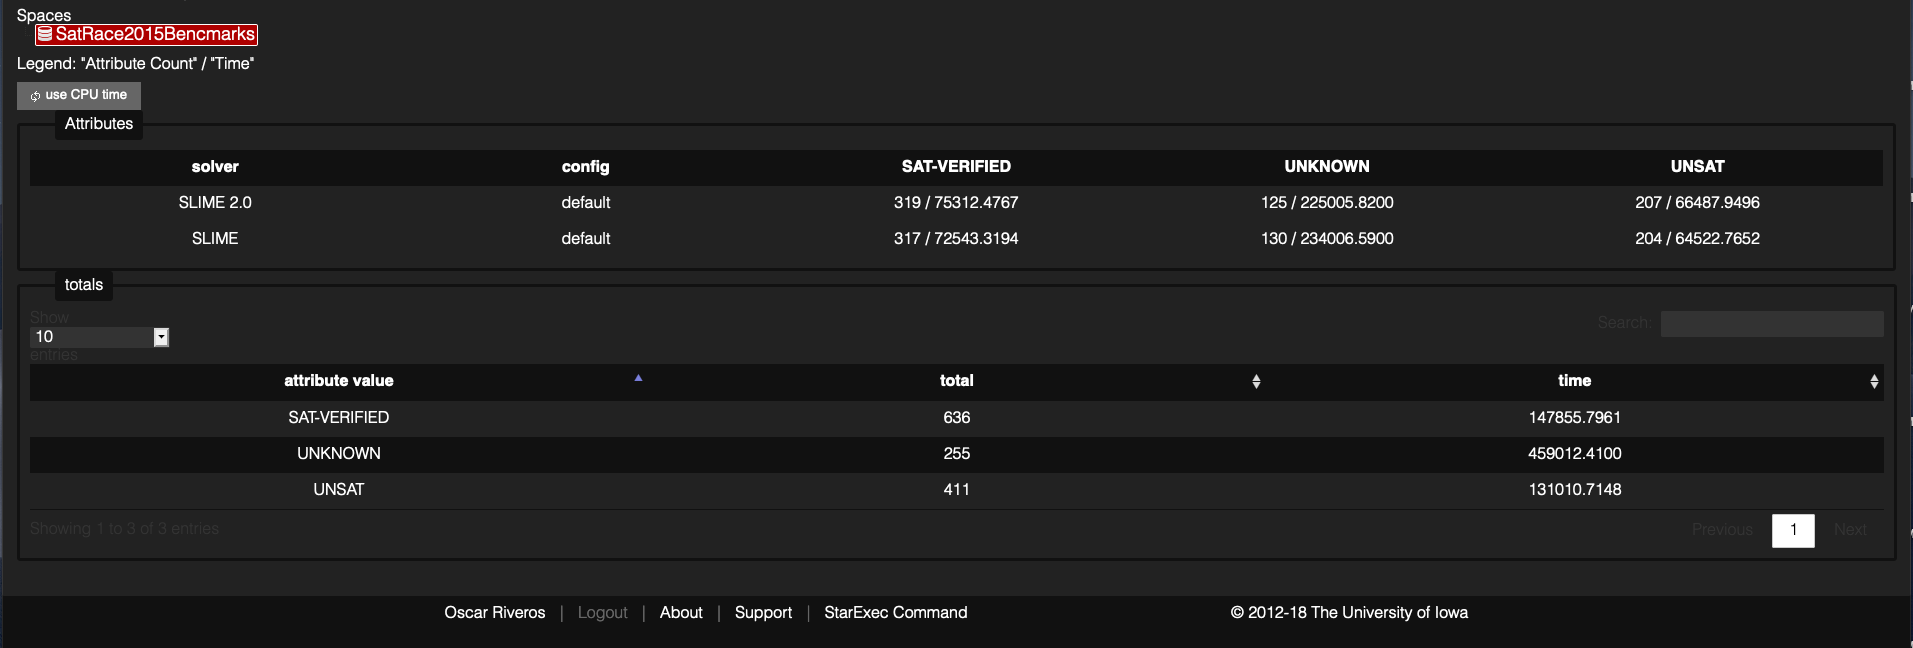 Spaces
SatRace2015Bencmarks
Legend: "Attribute Count" / "Time"
use CPU time
Attributes
solver config SAT-VERIFIED UNKNOWN UNSAT
SLIME 2.0 default 319 / 75312.4767 125 / 225005.8200 207 / 66487.9496
SLIME default 317 / 72543.3194 130 / 234006.5900 204 / 64522.7652
totals
Show
10
entries
Search:
attribute value total time
SAT-VERIFIED 636 147855.7961
UNKNOWN 255 459012.4100
UNSAT 411 131010.7148
Showing 1 to 3 of 3 entries
Previous 1 Next
Oscar Riveros | Logout | About | Support | StarExec Command © 2012-18 The University of Iowa